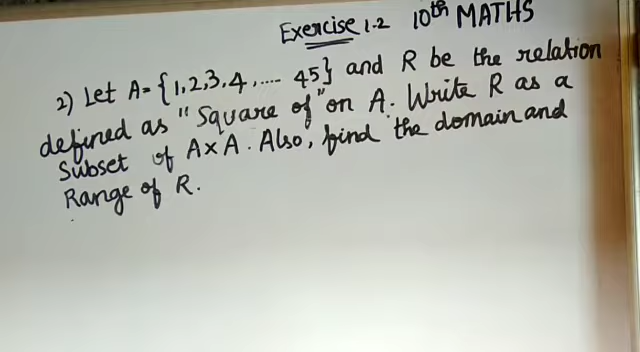 Exercise 1.2 10th MATHS
2) Let A = {1,2,3,4,.... 45} and R be the relation
defined as "Square of" on A. Write R as a
Subset of A×A. Also, find the domain and
Range of R.